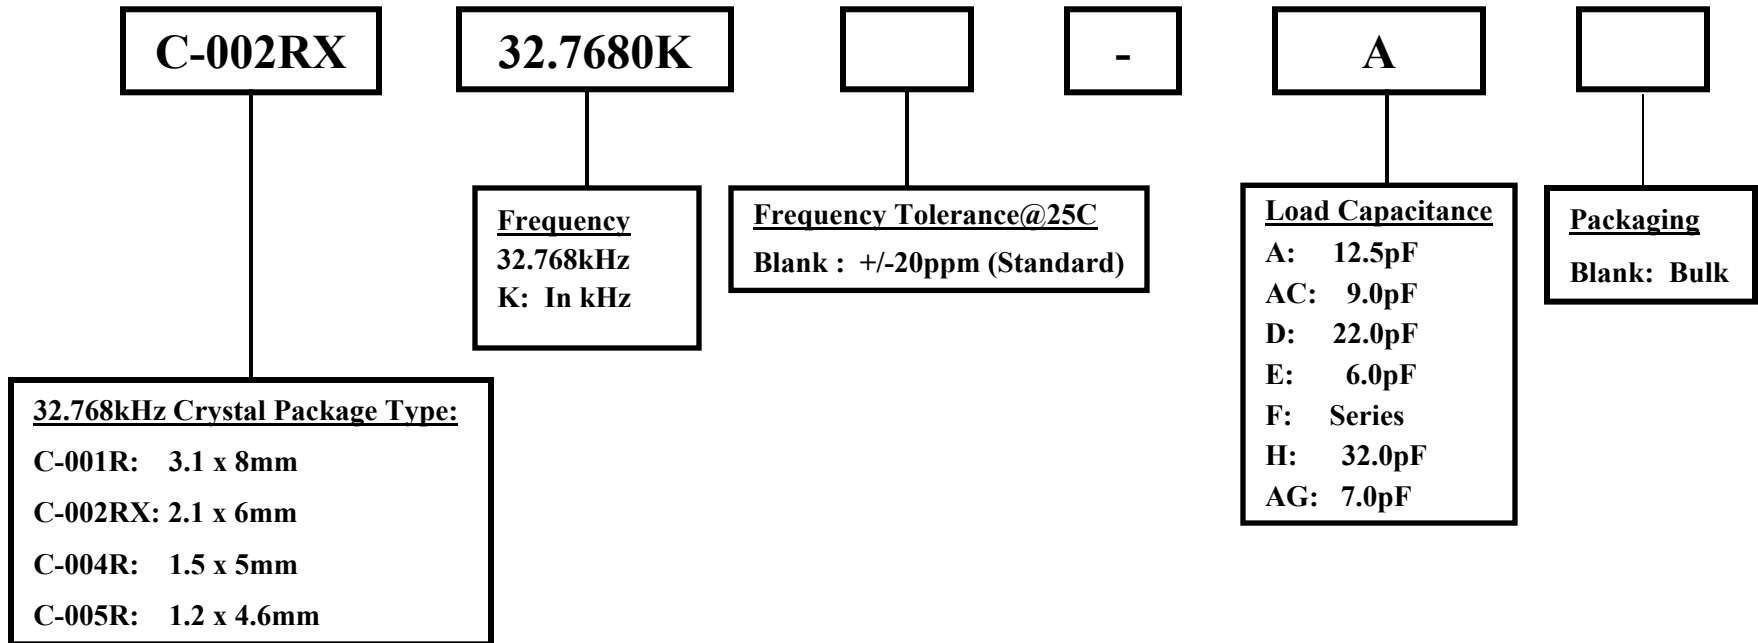 C-002RX 32.7680K - A
Frequency
32.768kHz
K: In kHz
Frequency Tolerance@25C
Blank : +/-20ppm (Standard)
Load Capacitance
A: 12.5pF
AC: 9.0pF
D: 22.0pF
E: 6.0pF
F: Series
H: 32.0pF
AG: 7.0pF
Packaging
Blank: Bulk
32.768kHz Crystal Package Type:
C-001R: 3.1 x 8mm
C-002RX: 2.1 x 6mm
C-004R: 1.5 x 5mm
C-005R: 1.2 x 4.6mm